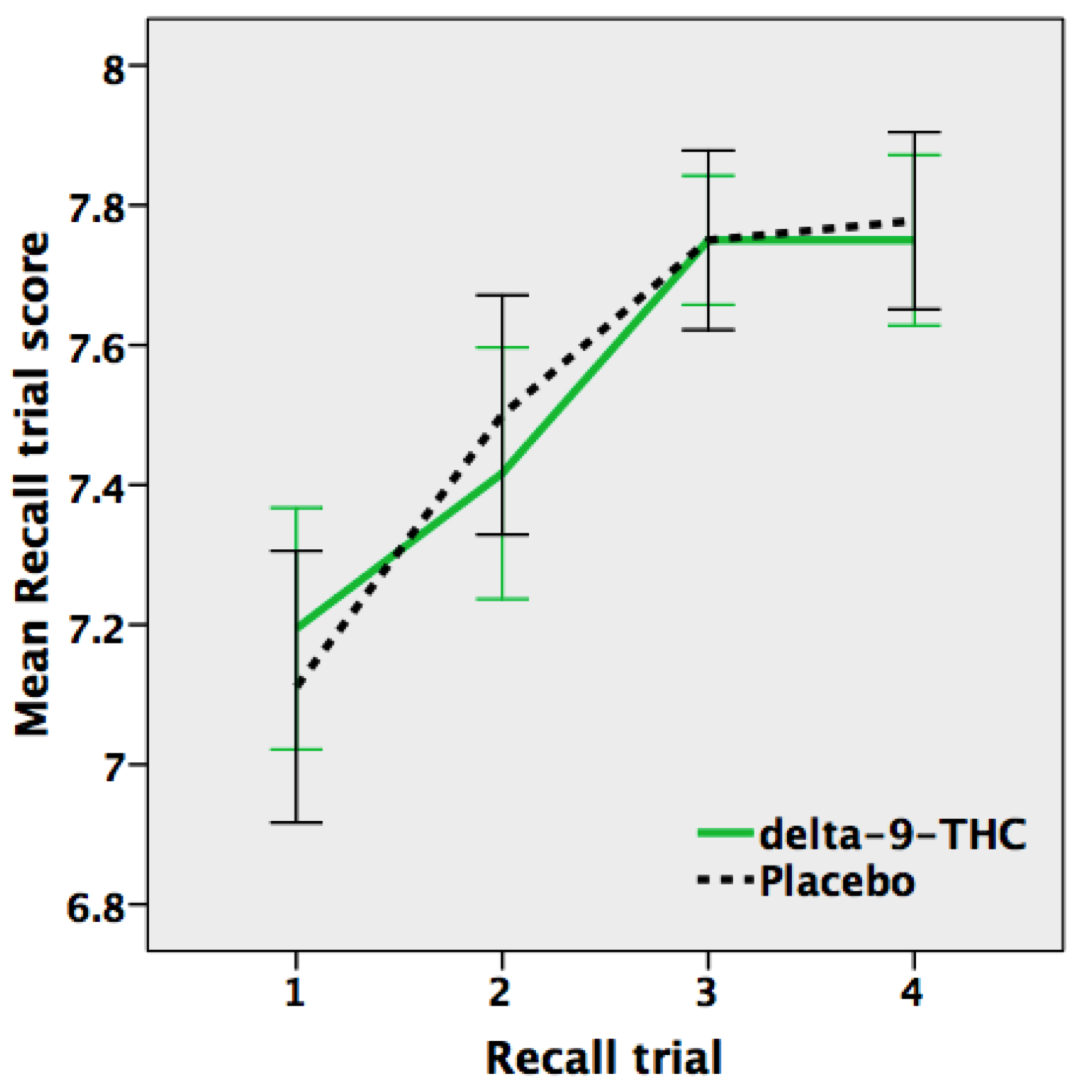 8
7.8
7.6
7.4
7.2
7
6.8
Mean Recall trial score
1 2 3 4
Recall trial
delta-9-THC
Placebo